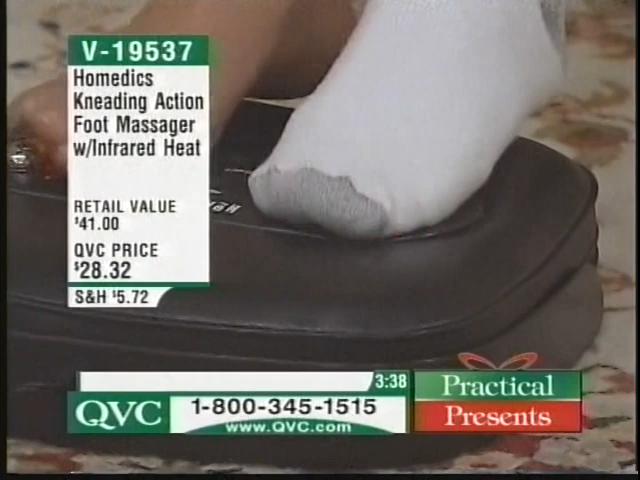 V-19537
Homedics
Kneading Action
Foot Massager
w/Infrared Heat
RETAIL VALUE
$41.00
QVC PRICE
$28.32
S&H $5.72
3:38
QVC
1-800-345-1515
www.QVC.com
Practical
Presents